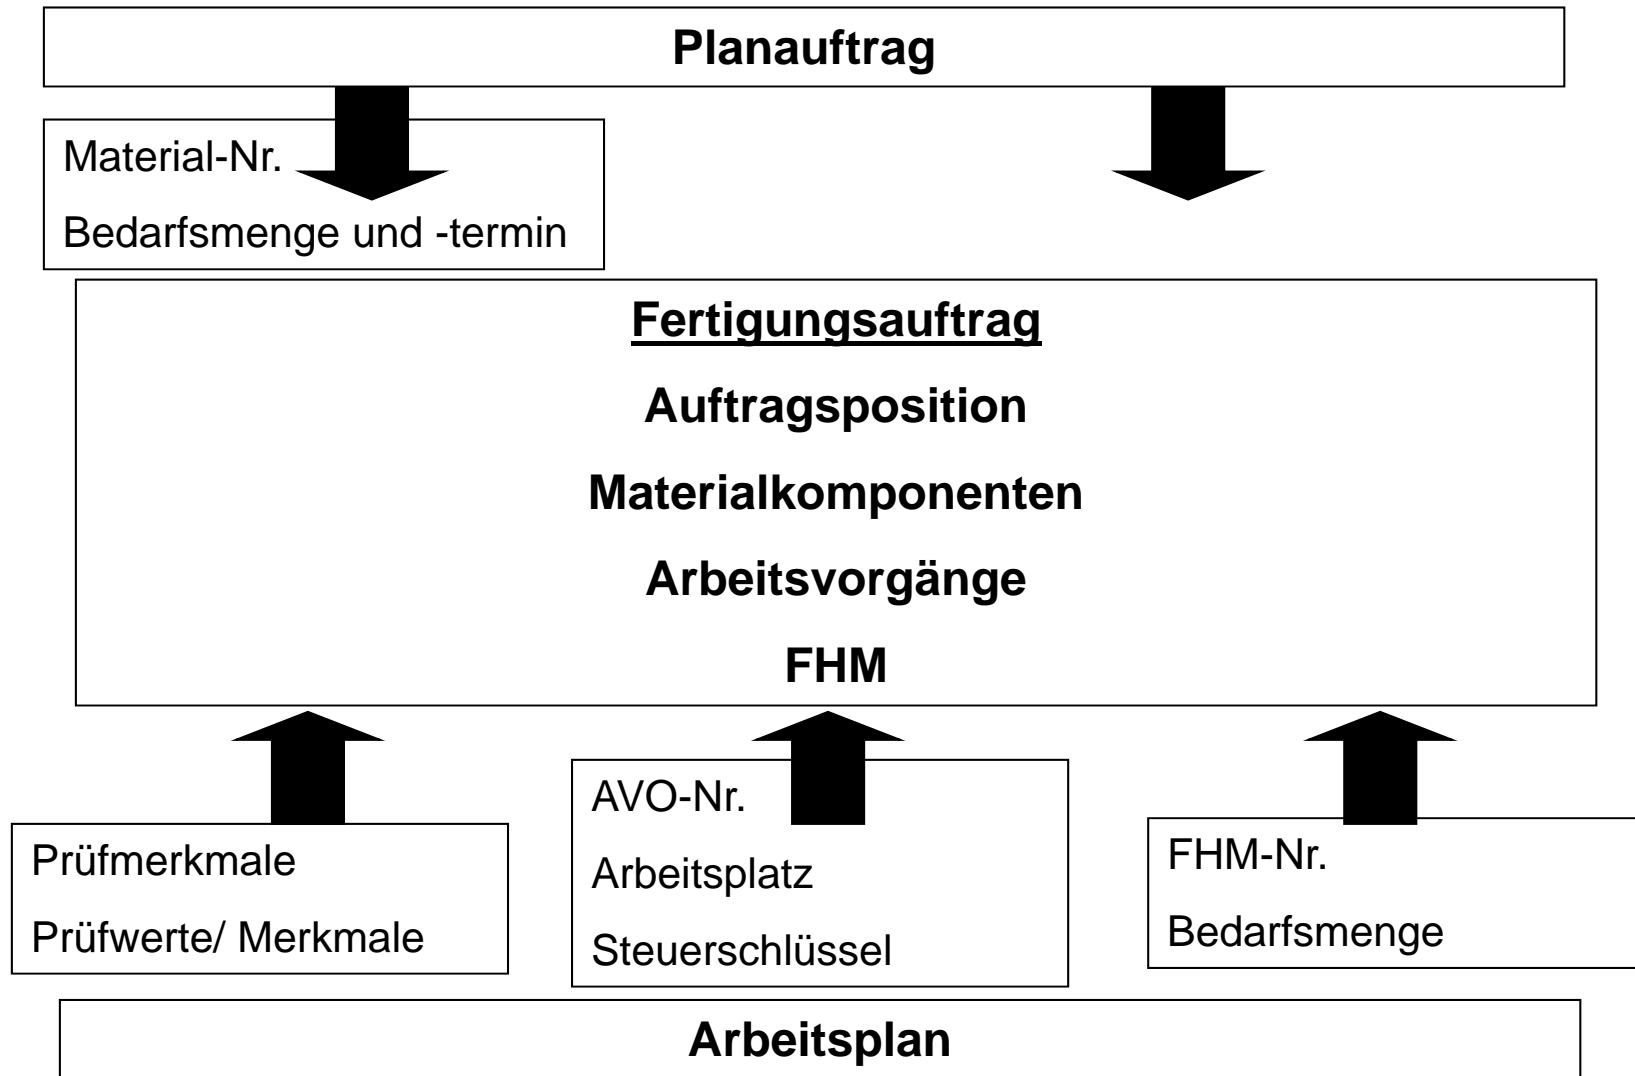 Planauftrag
Material-Nr.
Bedarfsmenge und -termin
Fertigungsauftrag
Auftragsposition
Materialkomponenten
Arbeitsvorgänge
FHM
Prüfmerkmale
Prüfwerte/ Merkmale
AVO-Nr.
Arbeitsplatz
Steuerschlüssel
FHM-Nr.
Bedarfsmenge
Arbeitsplan